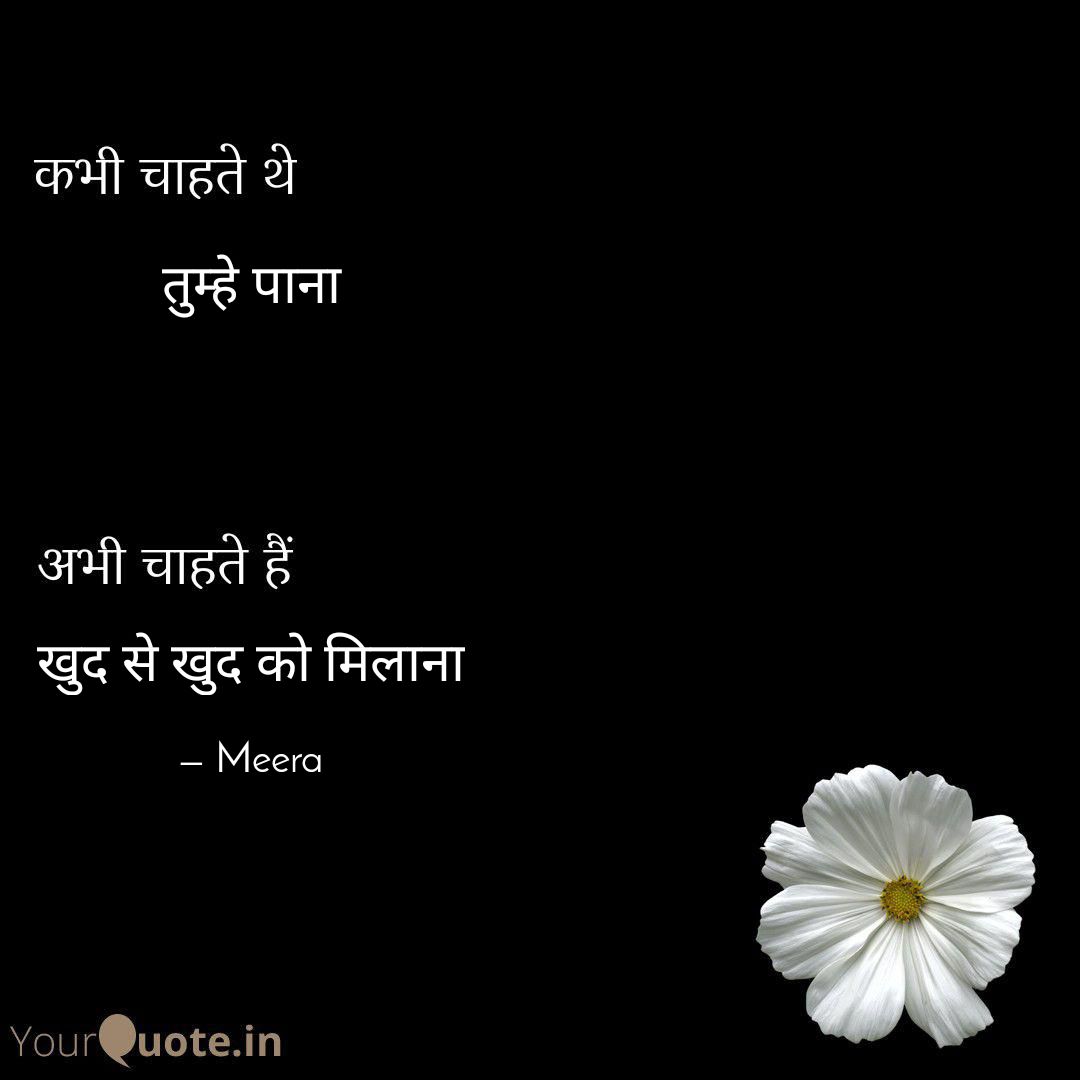 कभी चाहते थे
तुम्हे पाना
अभी चाहते हैं
खुद से खुद को मिलाना
– Meera
YourQuote.in